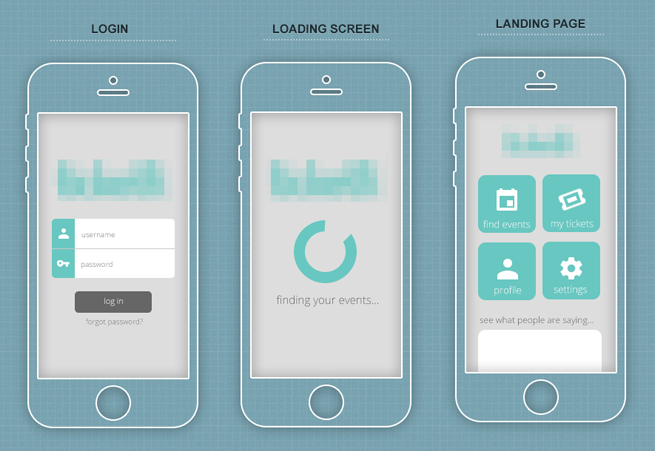 LOGIN
LOADING SCREEN
LANDING PAGE
username
password
log in
forgot password?
finding your events...
find events
my tickets
profile
settings
see what people are saying...